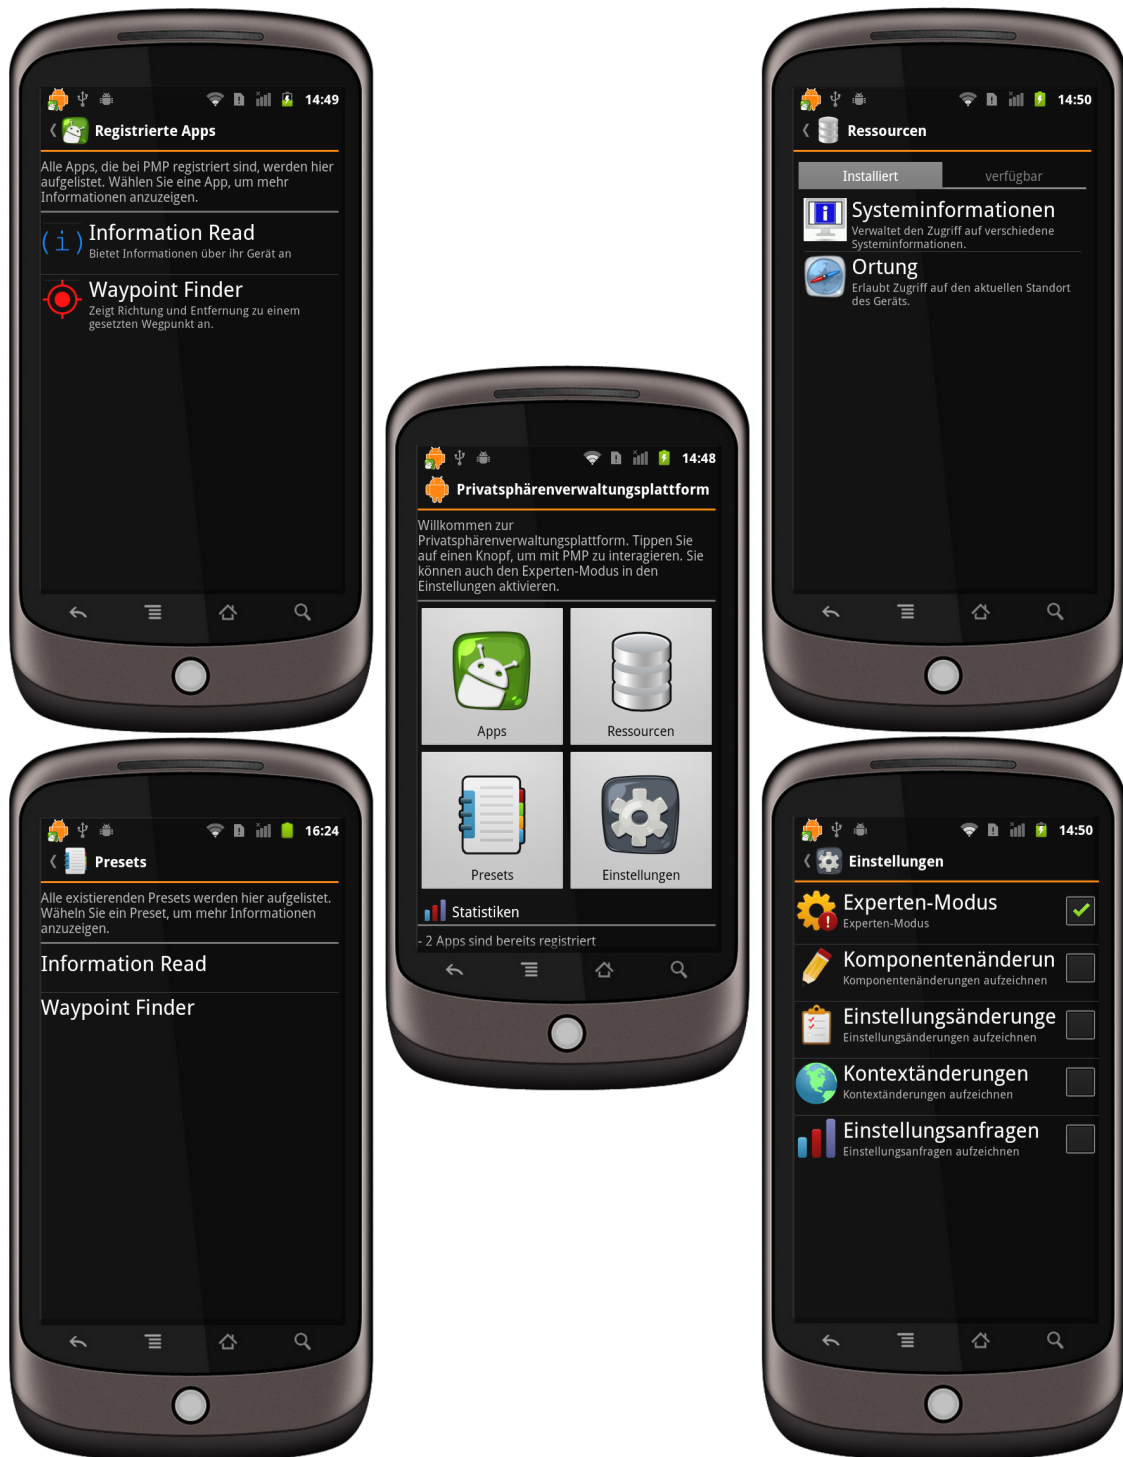 14:49
Registrierte Apps
Alle Apps, die bei PMP registriert sind, werden hier
aufgelistet. Wählen Sie eine App, um mehr
Informationen anzuzeigen.
Information Read
Bietet Informationen über ihr Gerät an
Waypoint Finder
Zeigt Richtung und Entfernung zu einem
gesetzten Wegpunkt an.
14:50
Ressourcen
Installiert
verfügbar
Systeminformationen
Verwaltet den Zugriff auf verschiedene
Systeminformationen.
Ortung
Erlaubt Zugriff auf den aktuellen Standort
des Geräts.
14:48
Privatsphärenverwaltungsplattform
Willkommen zur
Privatsphärenverwaltungsplattform. Tippen Sie
auf einen Knopf, um mit PMP zu interagieren. Sie
können auch den Experten-Modus in den
Einstellungen aktivieren.
Apps
Ressourcen
Presets
Einstellungen
Statistiken
- 2 Apps sind bereits registriert
16:24
Presets
Alle existierenden Presets werden hier aufgelistet.
Wäheln Sie ein Preset, um mehr Informationen
anzuzeigen.
Information Read
Waypoint Finder
14:50
Einstellungen
Experten-Modus
Experten-Modus
Komponentenänderun
Komponentenänderungen aufzeichnen
Einstellungsänderunge
Einstellungsänderungen aufzeichnen
Kontextänderungen
Kontextänderungen aufzeichnen
Einstellungsanfragen
Einstellungsanfragen aufzeichnen